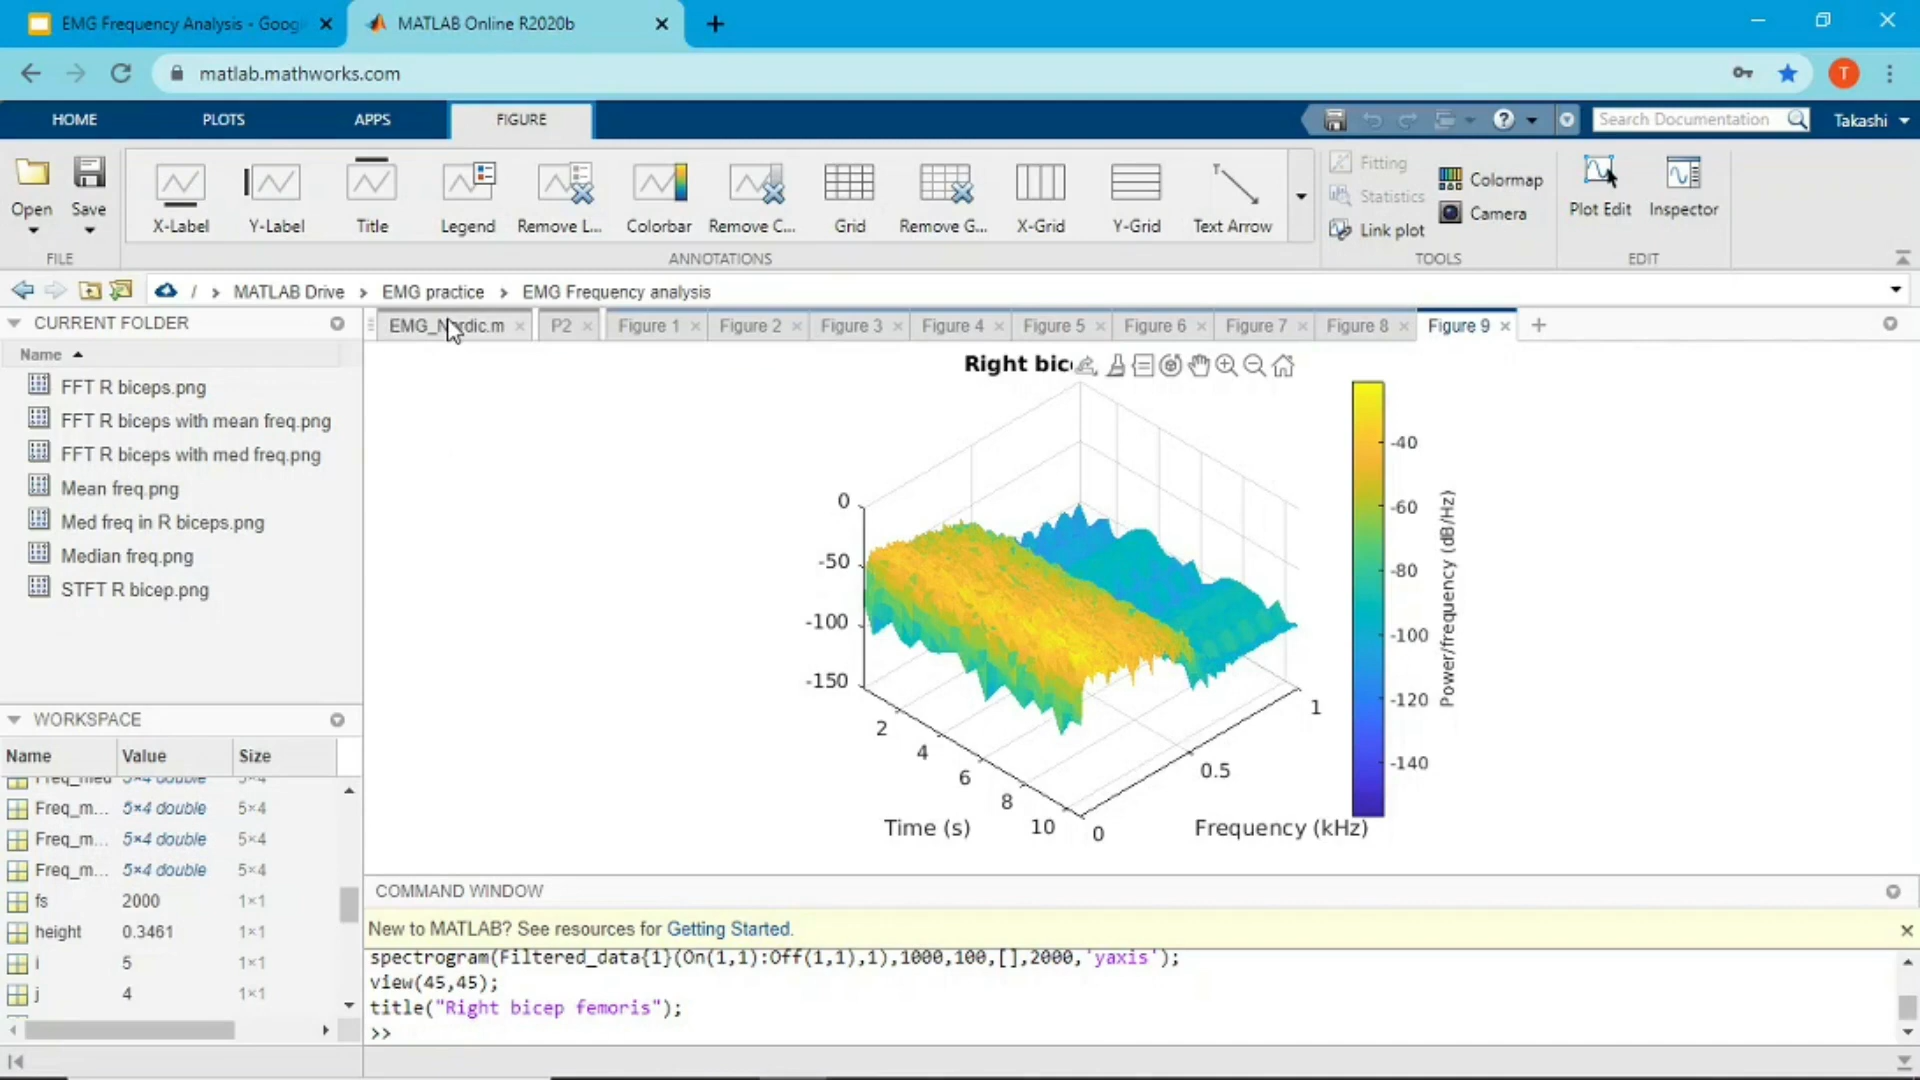 EMG Frequency Analysis - Goog
MATLAB Online R2020b
matlab.mathworks.com
T
HOME
PLOTS
APPS
FIGURE
Search Documentation
Takashi
Open
Save
X-Label
Y-Label
Title
Legend
Remove L...
Colorbar
Remove C...
Grid
Remove G...
X-Grid
Y-Grid
Text Arrow
Fitting
Statistics
Link plot
Colormap
Camera
Plot Edit
Inspector
FILE
ANNOTATIONS
TOOLS
EDIT
/ > MATLAB Drive > EMG practice > EMG Frequency analysis
CURRENT FOLDER
EMG_Nordic.m
P2
Figure 1
Figure 2
Figure 3
Figure 4
Figure 5
Figure 6
Figure 7
Figure 8
Figure 9
Name
FFT R biceps.png
FFT R biceps with mean freq.png
FFT R biceps with med freq.png
Mean freq.png
Med freq in R biceps.png
Median freq.png
STFT R bicep.png
Right bic
0
-50
-100
-150
2
4
6
8
10
Time (s)
0
0.5
1
Frequency (kHz)
-40
-60
-80
-100
-120
-140
Power/frequency (dB/Hz)
WORKSPACE
Name Value Size
Freq_med 5×4 double 5×4
Freq_m... 5×4 double 5×4
Freq_m... 5×4 double 5×4
Freq_m... 5×4 double 5×4
fs 2000 1×1
height 0.3461 1×1
i 5 1×1
j 4 1×1
COMMAND WINDOW
New to MATLAB? See resources for Getting Started.
spectrogram(Filtered_data{1}(On(1,1):Off(1,1),1),1000,100,[],2000,'yaxis');
view(45,45);
title("Right bicep femoris");
>>